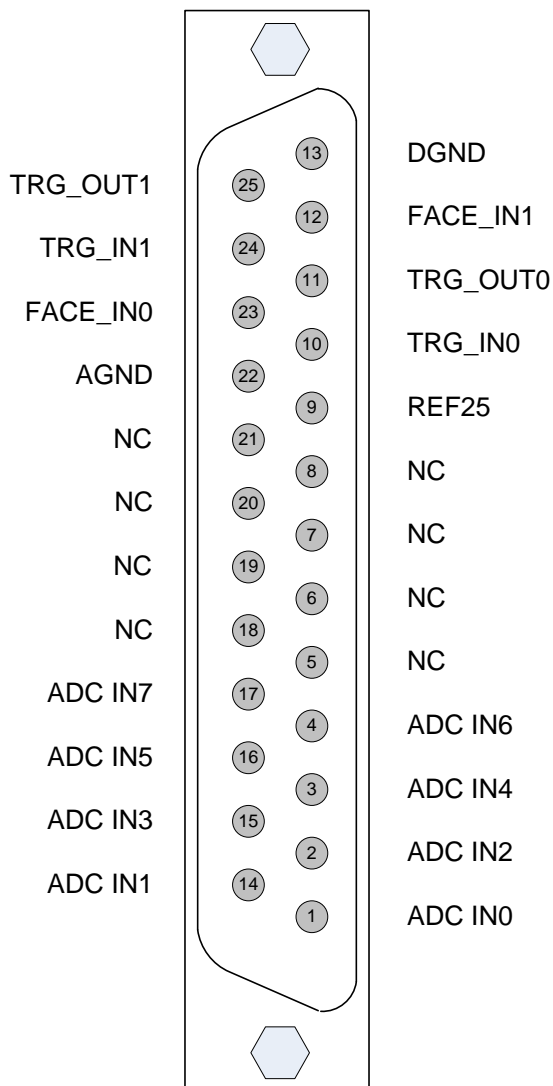 13 DGND
TRG_OUT1 25
12 FACE_IN1
TRG_IN1 24
11 TRG_OUT0
FACE_IN0 23
10 TRG_IN0
AGND 22
9 REF25
NC 21
8 NC
NC 20
7 NC
NC 19
6 NC
NC 18
5 NC
ADC IN7 17
4 ADC IN6
ADC IN5 16
3 ADC IN4
ADC IN3 15
2 ADC IN2
ADC IN1 14
1 ADC IN0